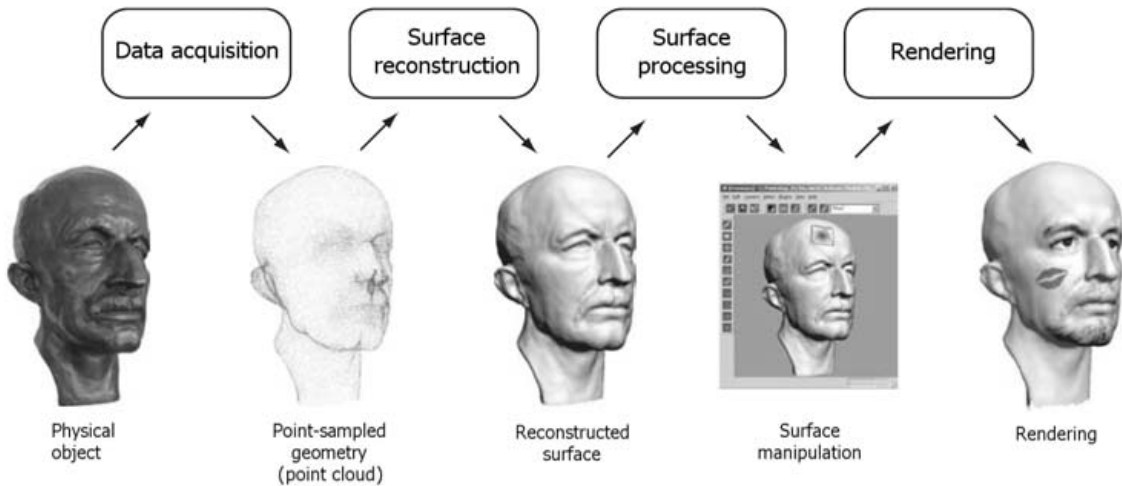 Data acquisition
Surface
reconstruction
Surface
processing
Rendering
Physical
object
Point-sampled
geometry
(point cloud)
Reconstructed
surface
Surface
manipulation
Rendering